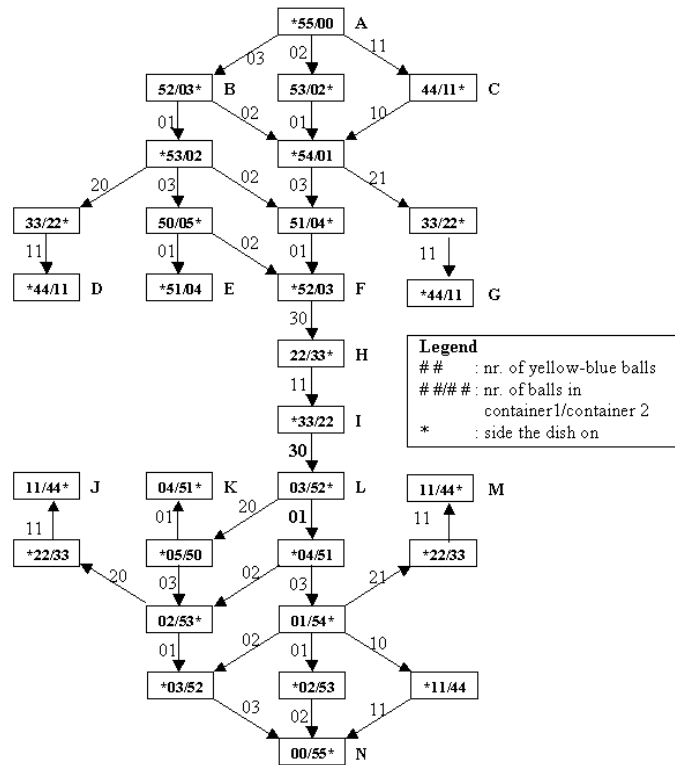 *55/00 A
03 02 11
52/03* B 53/02* 44/11* C
01 02 01 10
*53/02 *54/01
20 03 02 03 21
33/22* 50/05* 51/04* 33/22*
11 01 02 01 11
*44/11 D *51/04 E *52/03 F *44/11 G
30
22/33* H
11
*33/22 I
30
Legend
## : nr. of yellow-blue balls
##/## : nr. of balls in
container1/container 2
* : side the dish on
11/44* J 04/51* K 03/52* L 11/44* M
11 01 20 01 11
*22/33 *05/50 *04/51 *22/33
20 03 02 03 21
02/53* 01/54*
01 02 01 10
*03/52 *02/53 *11/44
03 02 11
00/55* N